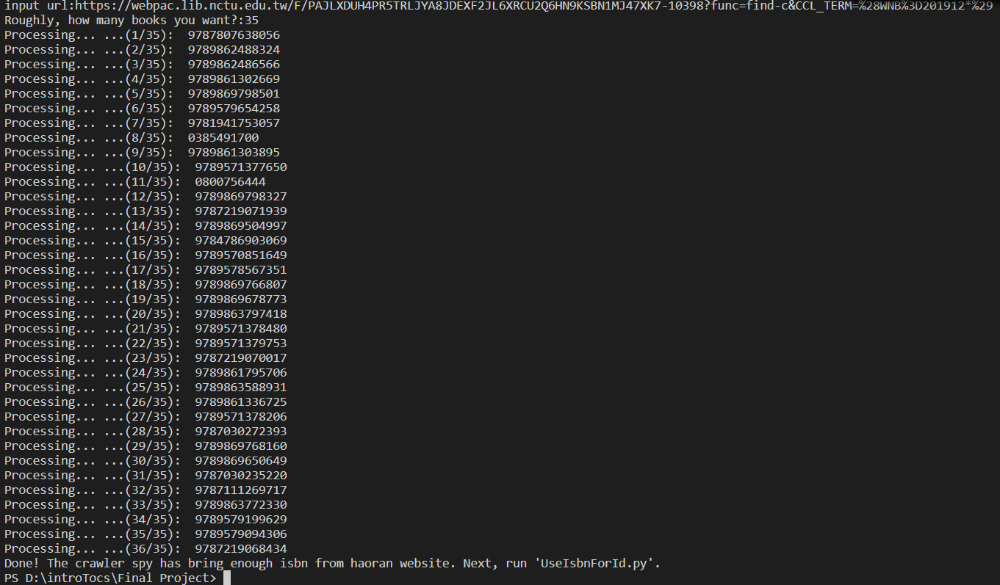 input url:https://webpac.lib.nctu.edu.tw/F/PAJLXDUH4PR5TRLJYA8JDEXF2JL6XRCU2Q6HN9KSBN1MJ47XK7-10398?func=find-c&CCL_TERM=%28WNB%3D201912*%29
Roughly, how many books you want?:35
Processing... ...(1/35):  9787807638056
Processing... ...(2/35):  9789862488324
Processing... ...(3/35):  9789862486566
Processing... ...(4/35):  9789861302669
Processing... ...(5/35):  9789869798501
Processing... ...(6/35):  9789579654258
Processing... ...(7/35):  9781941753057
Processing... ...(8/35):  0385491700
Processing... ...(9/35):  9789861303895
Processing... ...(10/35):  9789571377650
Processing... ...(11/35):  0800756444
Processing... ...(12/35):  9789869798327
Processing... ...(13/35):  9787219071939
Processing... ...(14/35):  9789869504997
Processing... ...(15/35):  9784786903069
Processing... ...(16/35):  9789570851649
Processing... ...(17/35):  9789578567351
Processing... ...(18/35):  9789869766807
Processing... ...(19/35):  9789869678773
Processing... ...(20/35):  9789863797418
Processing... ...(21/35):  9789571378480
Processing... ...(22/35):  9789571379753
Processing... ...(23/35):  9787219070017
Processing... ...(24/35):  9789861795706
Processing... ...(25/35):  9789863588931
Processing... ...(26/35):  9789861336725
Processing... ...(27/35):  9789571378206
Processing... ...(28/35):  9787030272393
Processing... ...(29/35):  9789869768160
Processing... ...(30/35):  9789869650649
Processing... ...(31/35):  9787030235220
Processing... ...(32/35):  9787111269717
Processing... ...(33/35):  9789863772330
Processing... ...(34/35):  9789579199629
Processing... ...(35/35):  9789579094306
Processing... ...(36/35):  9787219068434
Done! The crawler spy has bring enough isbn from haoran website. Next, run 'UseIsbnForId.py'.
PS D:\introTocs\Final Project>